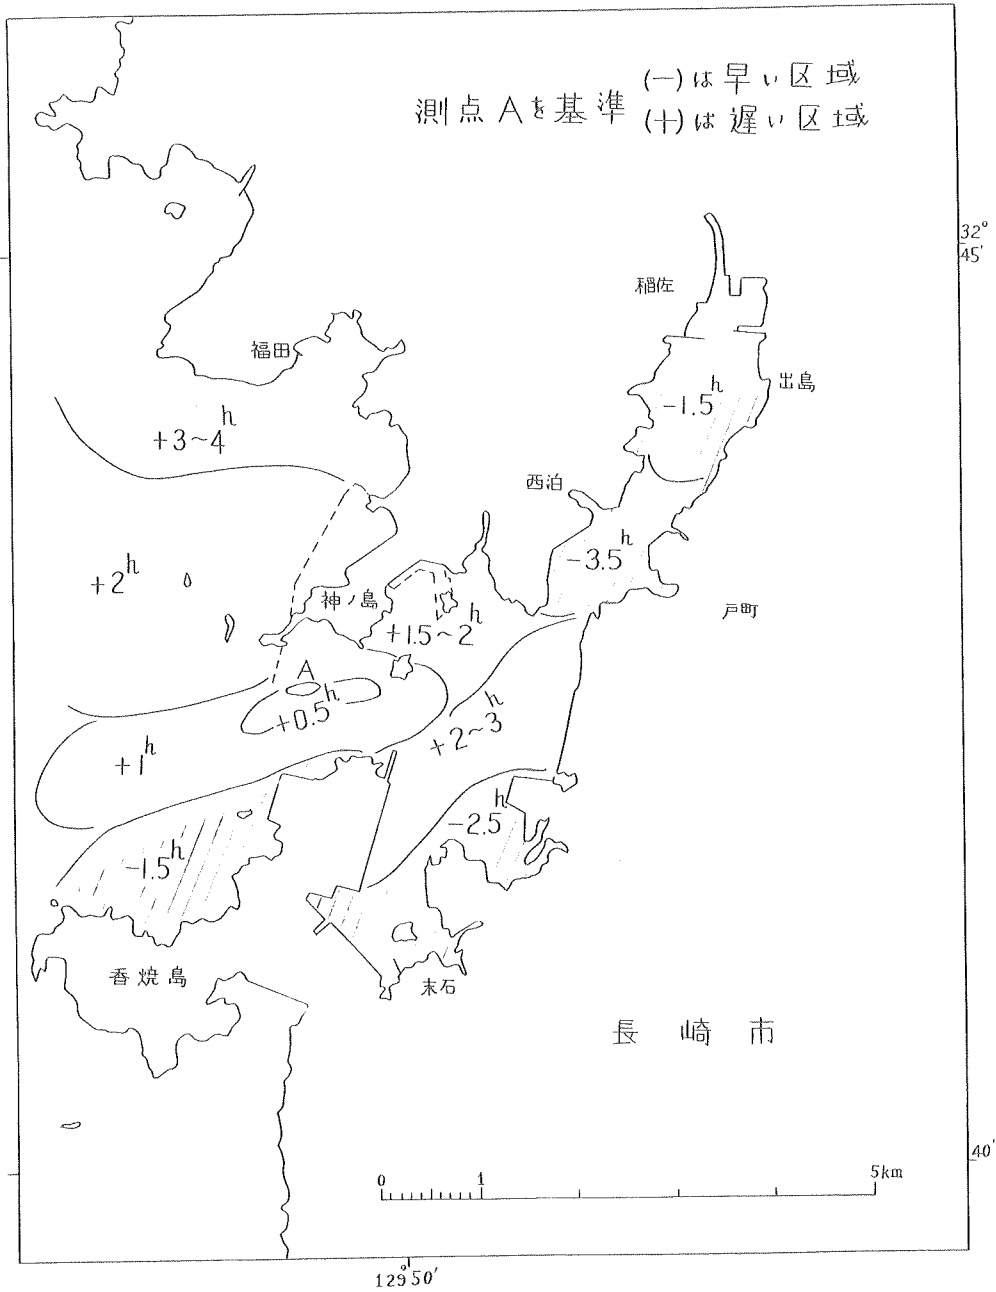 測点Aを基準
(−)は早い区域
(+)は遅い区域
32°
45′
稲佐
福田
出島
−1.5h
+3~4h
西泊
−3.5h
+2h
神ノ島
戸町
+1.5~2h
A
+0.5h
+2~3h
+1h
−2.5h
−1.5h
香焼島
末石
長崎市
40′
0
1
5km
129°50′